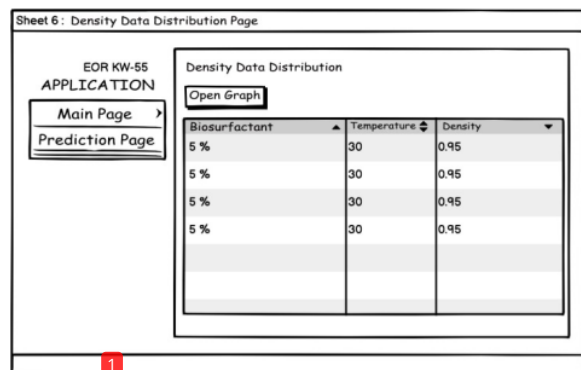 Sheet 6 : Density Data Distribution Page
EOR KW-55
APPLICATION
Main Page >
Prediction Page
Density Data Distribution
Open Graph
Biosurfactant ▲ Temperature ⬍ Density ▼
5 % 30 0.95
5 % 30 0.95
5 % 30 0.95
5 % 30 0.95
1